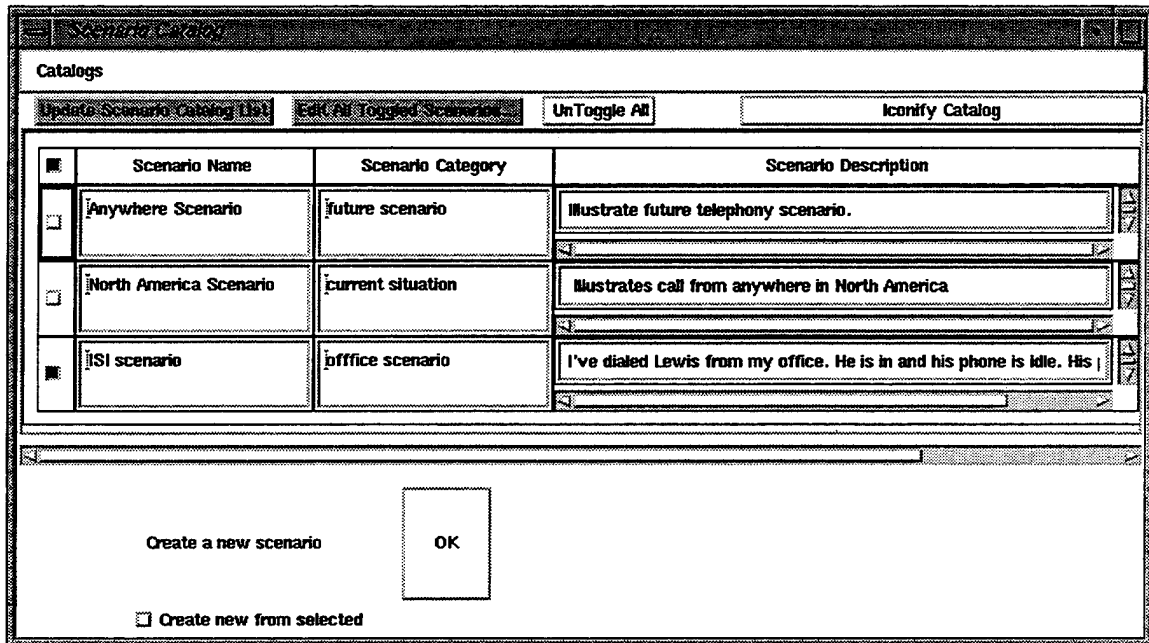 Scenario Catalog
Catalogs
Update Scenario Catalog List Edit All Toggled Scenarios... UnToggle All Iconify Catalog
Scenario Name Scenario Category Scenario Description
Anywhere Scenario future scenario Illustrate future telephony scenario.
North America Scenario current situation Illustrates call from anywhere in North America
ISI scenario offfice scenario I've dialed Lewis from my office. He is in and his phone is idle. His
Create a new scenario OK
Create new from selected